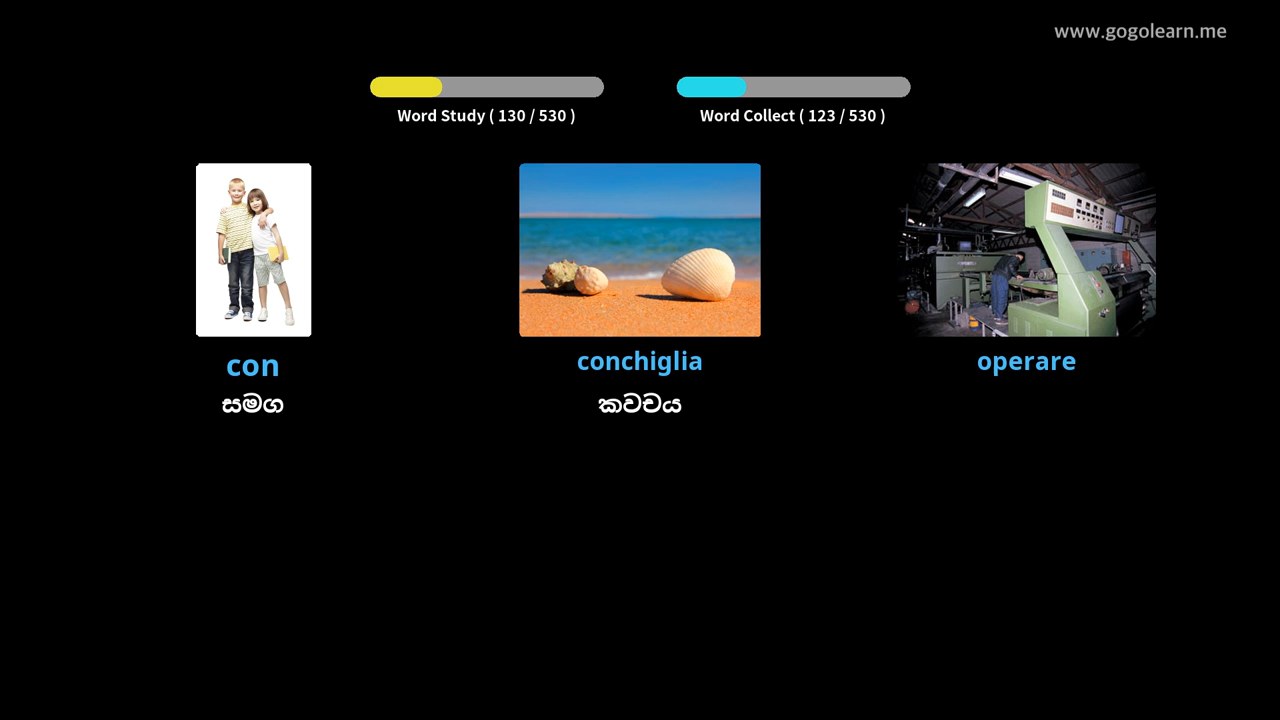 www.gogolearn.me
Word Study ( 130 / 530 )
Word Collect ( 123 / 530 )
con
conchiglia
operare
සමග
කවචය